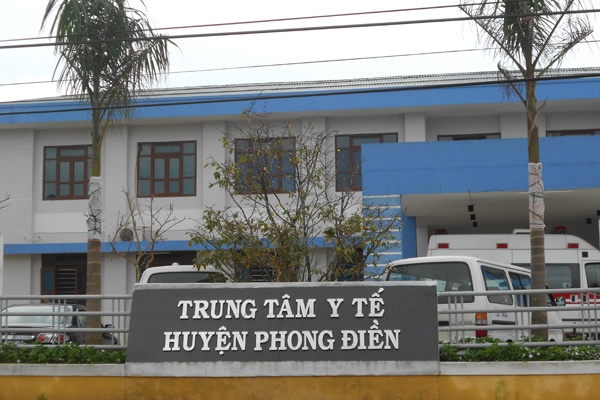 TRUNG TÂM Y TẾ
HUYỆN PHONG ĐIỀN